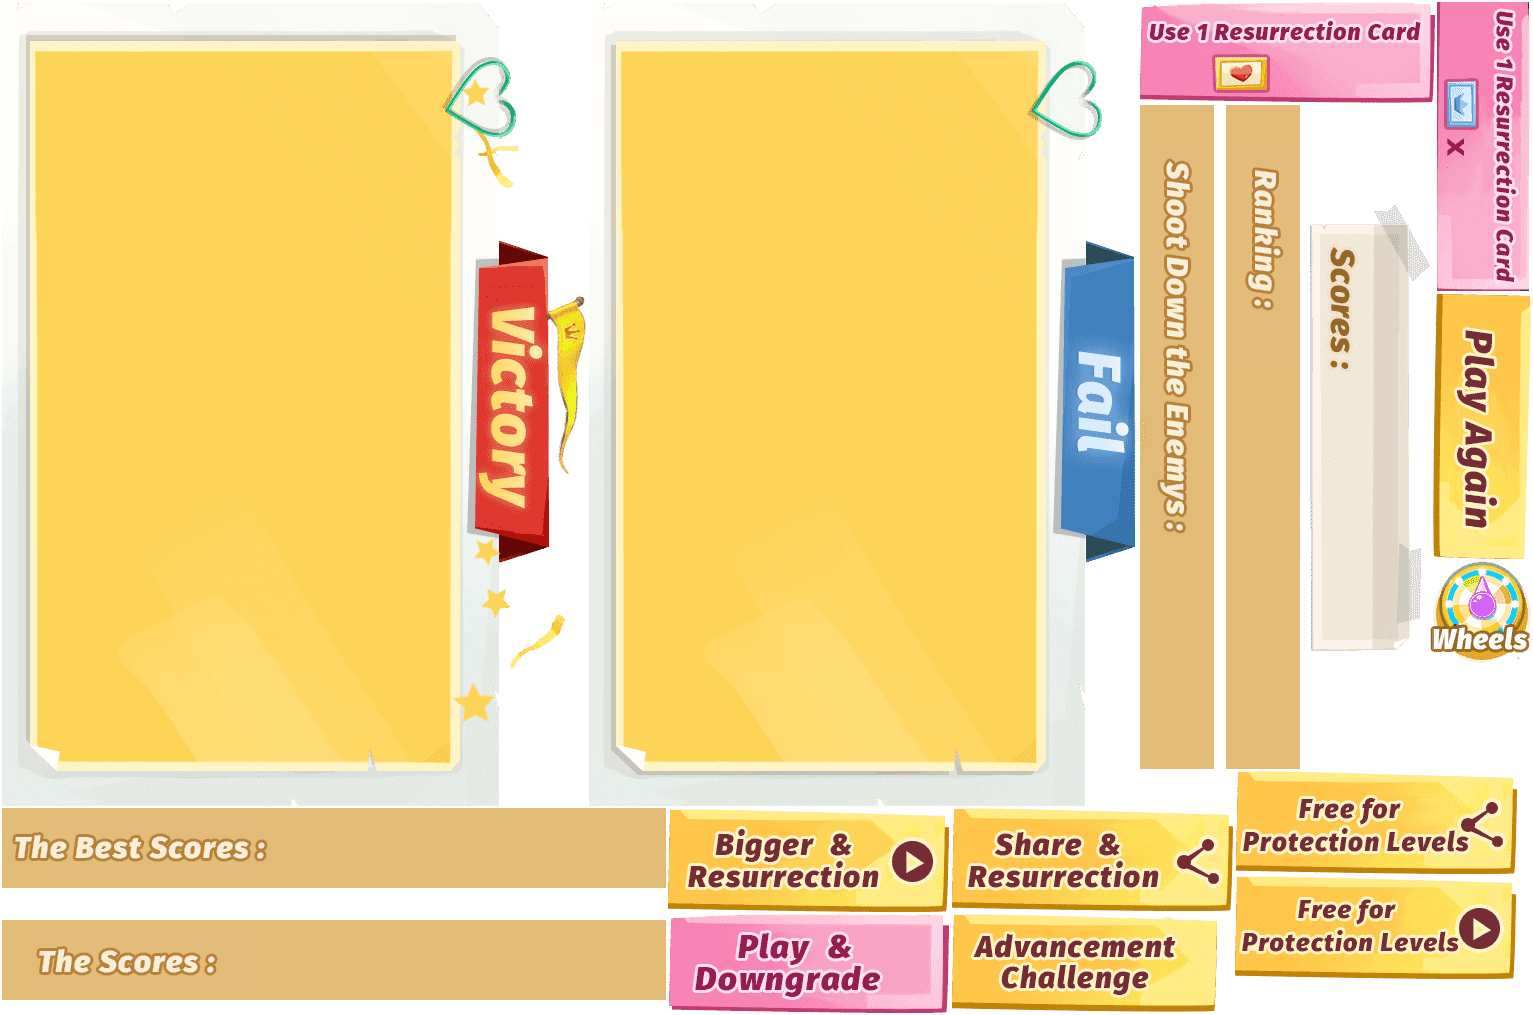 Use 1 Resurrection Card
Use 1 Resurrection Card
X
Victory
Fail
Shoot Down the Enemys :
Ranking :
Scores :
Play Again
Wheels
The Best Scores :
The Scores :
Bigger &
Resurrection
Share &
Resurrection
Free for
Protection Levels
Play &
Downgrade
Advancement
Challenge
Free for
Protection Levels